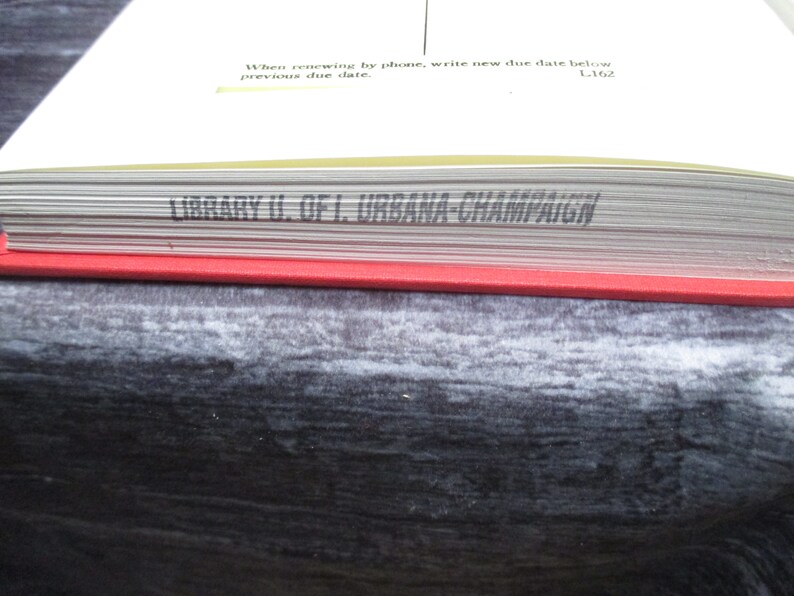 When renewing by phone, write new due date below
previous due date. L162
LIBRARY U. OF I. URBANA-CHAMPAIGN